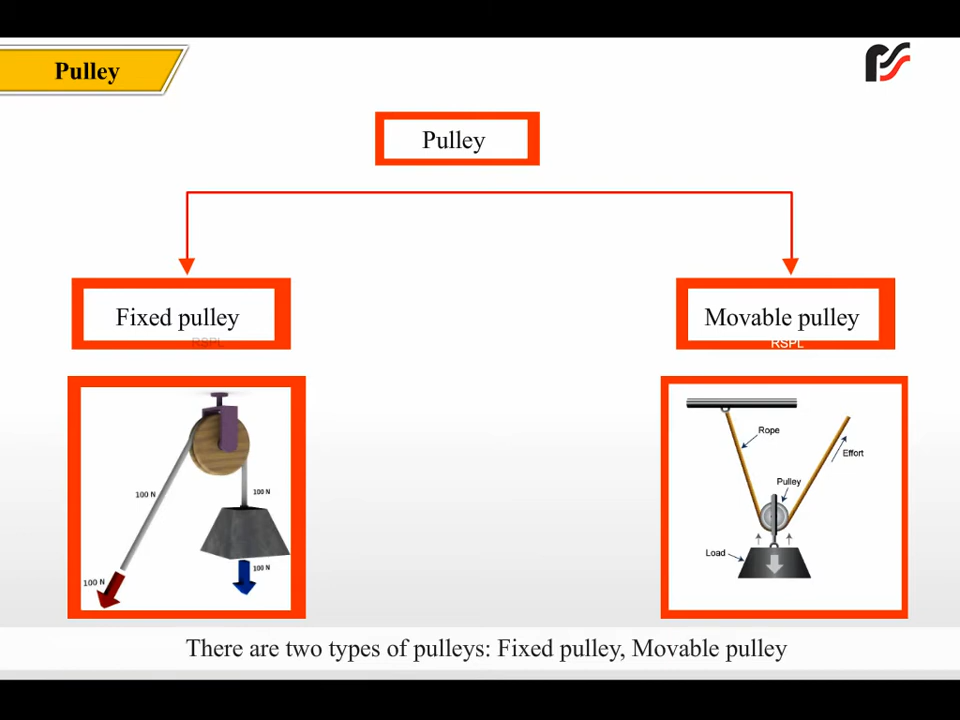 Pulley
Pulley
Fixed pulley
Movable pulley
RSPL
RSPL
100 N
100 N
100 N
100 N
Rope
Effort
Pulley
Load
There are two types of pulleys: Fixed pulley, Movable pulley